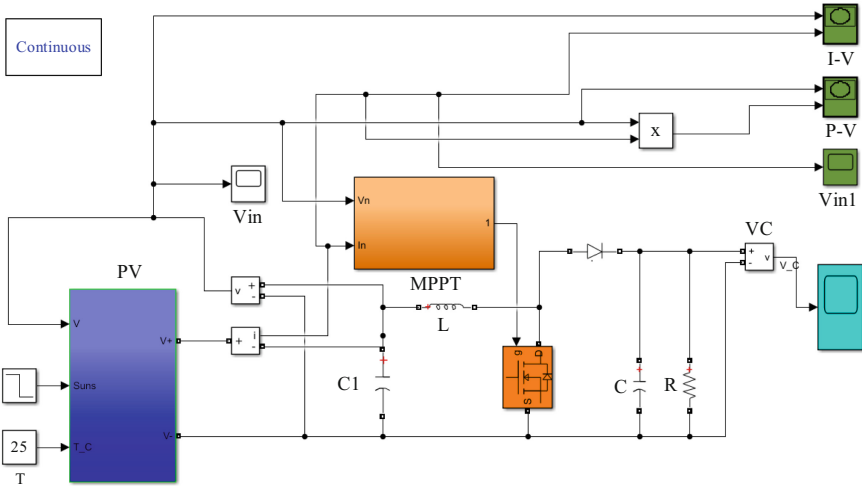 Continuous
I-V
x
P-V
Vin
Vn
1
In
Vin1
MPPT
VC
+
v
-
V_C
PV
v
+
-
V
V+
+
i
-
L
Suns
C1
g
D
S
C
R
25
T_C
V-
T